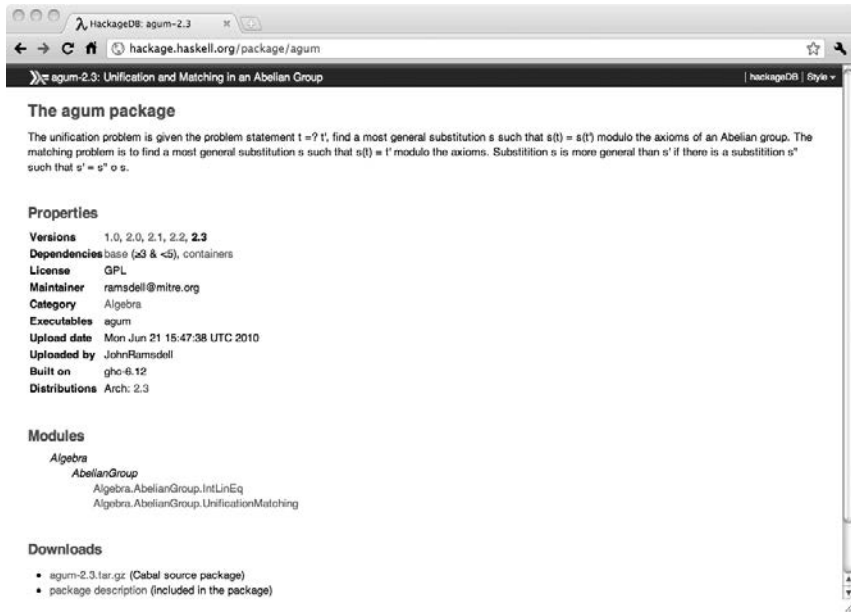 HackageDB: agum-2.3
hackage.haskell.org/package/agum
agum-2.3: Unification and Matching in an Abelian Group | hackageDB | Style
The agum package
The unification problem is given the problem statement t =? t', find a most general substitution s such that s(t) = s(t') modulo the axioms of an Abelian group. The
matching problem is to find a most general substitution s such that s(t) = t' modulo the axioms. Substitition s is more general than s' if there is a substitition s"
such that s' = s" o s.
Properties
Versions 1.0, 2.0, 2.1, 2.2, 2.3
Dependencies base (≥3 & <5), containers
License GPL
Maintainer ramsdell@mitre.org
Category Algebra
Executables agum
Upload date Mon Jun 21 15:47:38 UTC 2010
Uploaded by JohnRamsdell
Built on ghc-6.12
Distributions Arch: 2.3
Modules
Algebra
AbelianGroup
Algebra.AbelianGroup.IntLinEq
Algebra.AbelianGroup.UnificationMatching
Downloads
• agum-2.3.tar.gz (Cabal source package)
• package description (included in the package)